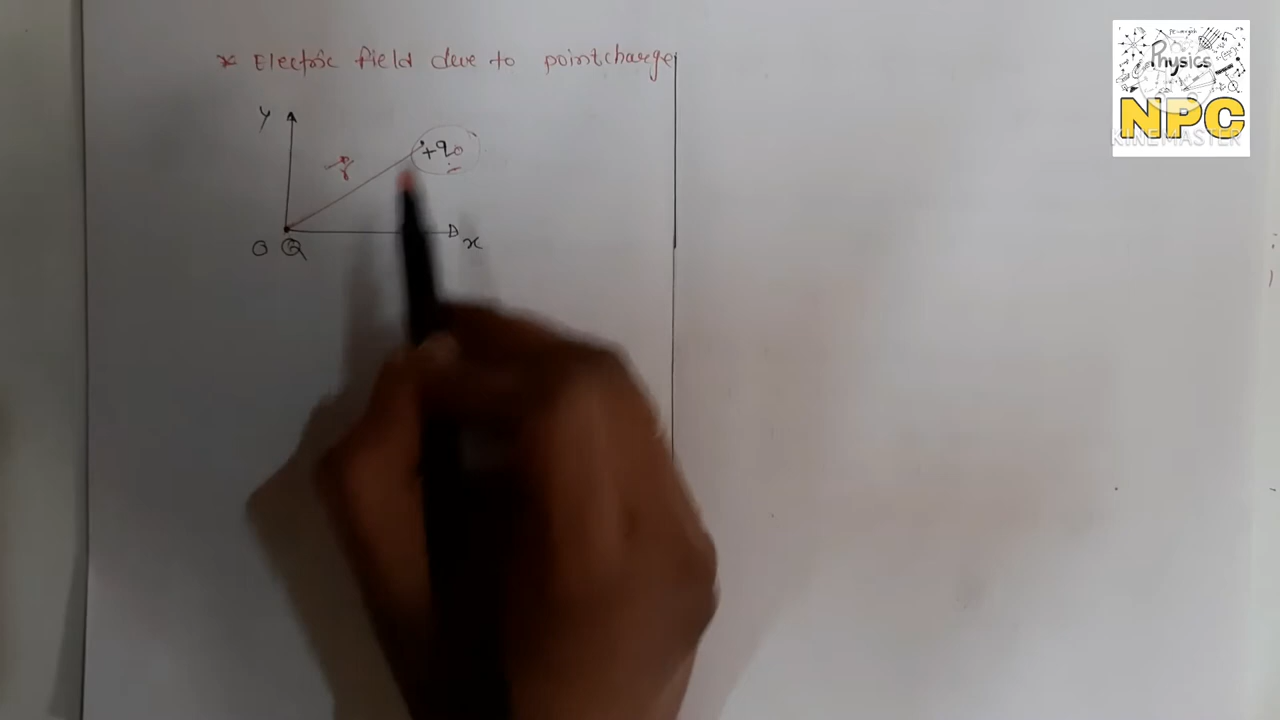 * Electric field due to pointcharge
Y
r
+q₀
O Q
x
Physics
NPC
KINEMASTER